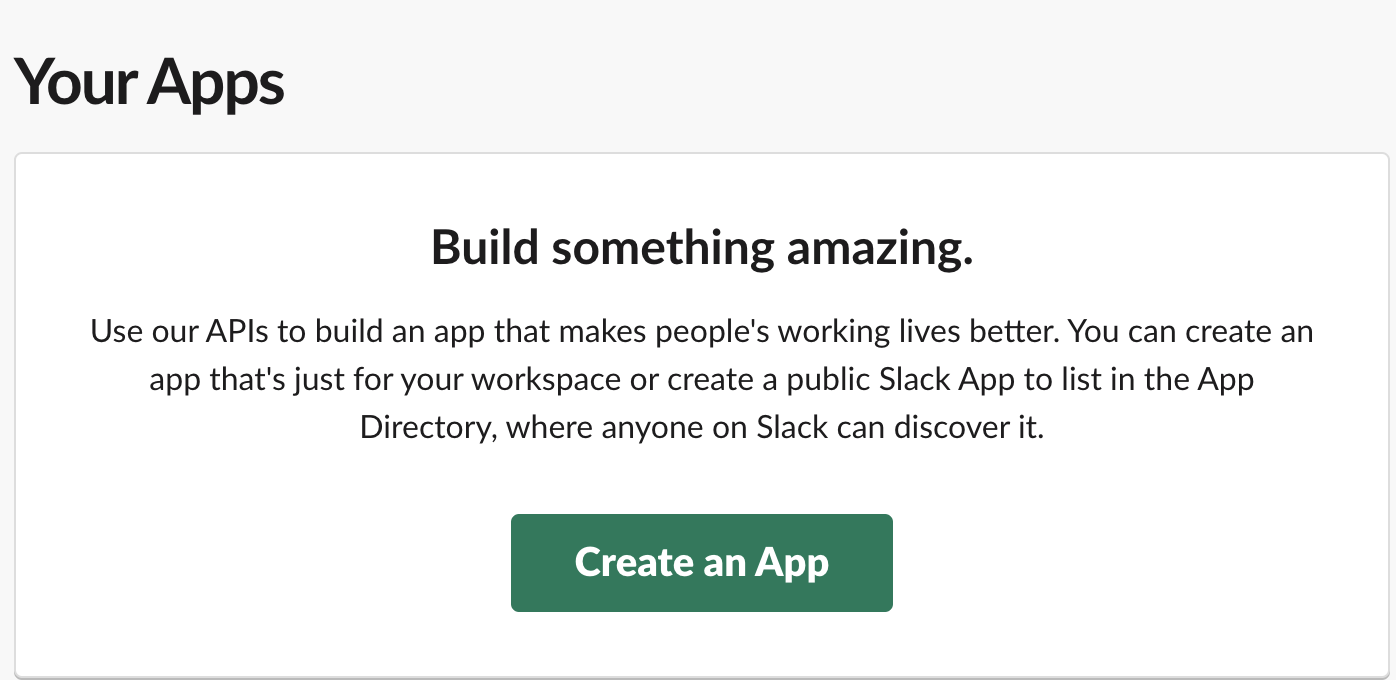 Your Apps
Build something amazing.
Use our APIs to build an app that makes people's working lives better. You can create an
app that's just for your workspace or create a public Slack App to list in the App
Directory, where anyone on Slack can discover it.
Create an App